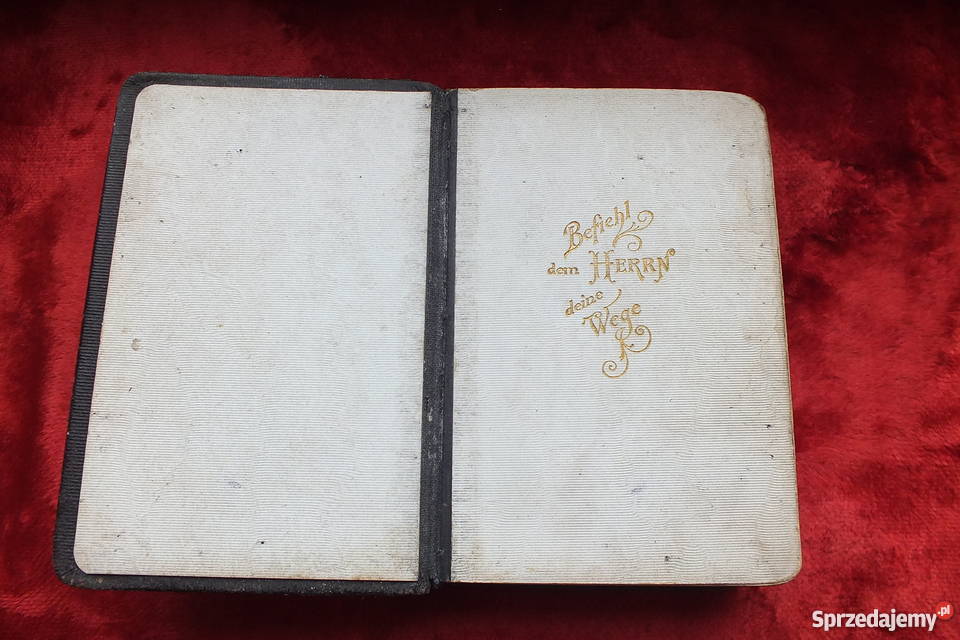 Befiehl
dem HERRN
deine
Wege
Sprzedajemy.pl